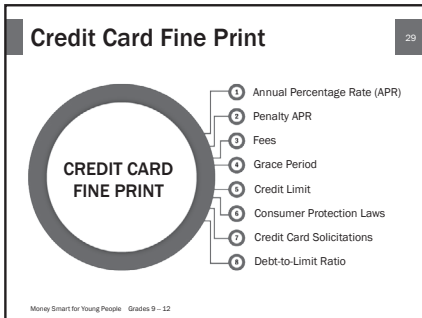 Credit Card Fine Print
29
CREDIT CARD
FINE PRINT
1 Annual Percentage Rate (APR)
2 Penalty APR
3 Fees
4 Grace Period
5 Credit Limit
6 Consumer Protection Laws
7 Credit Card Solicitations
8 Debt-to-Limit Ratio
Money Smart for Young People Grades 9 – 12